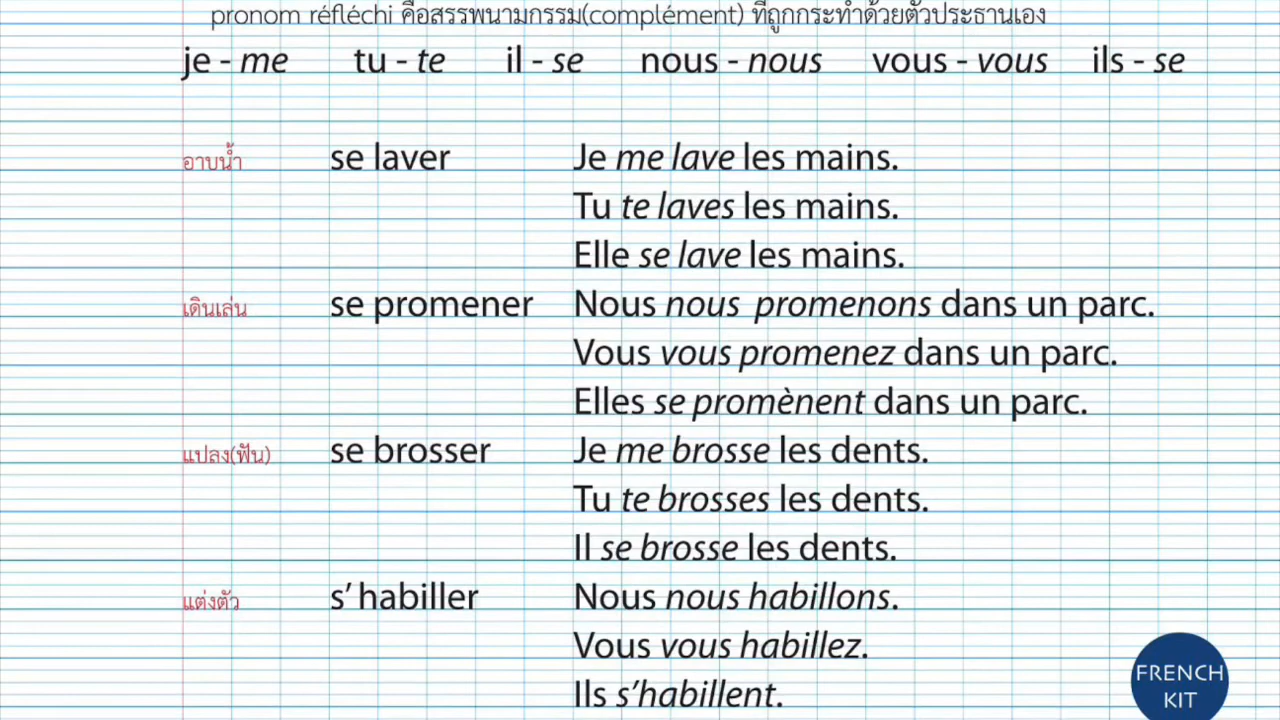 pronom réfléchi คือสรรพนามกรรม(complément) ที่ถูกกระทำด้วยตัวประธานเอง
je - me tu - te il - se nous - nous vous - vous ils - se
อาบน้ำ se laver Je me lave les mains.
Tu te laves les mains.
Elle se lave les mains.
เดินเล่น se promener Nous nous promenons dans un parc.
Vous vous promenez dans un parc.
Elles se promènent dans un parc.
แปลง(ฟัน) se brosser Je me brosse les dents.
Tu te brosses les dents.
Il se brosse les dents.
แต่งตัว s’ habiller Nous nous habillons.
Vous vous habillez.
Ils s’habillent.
FRENCH
KIT